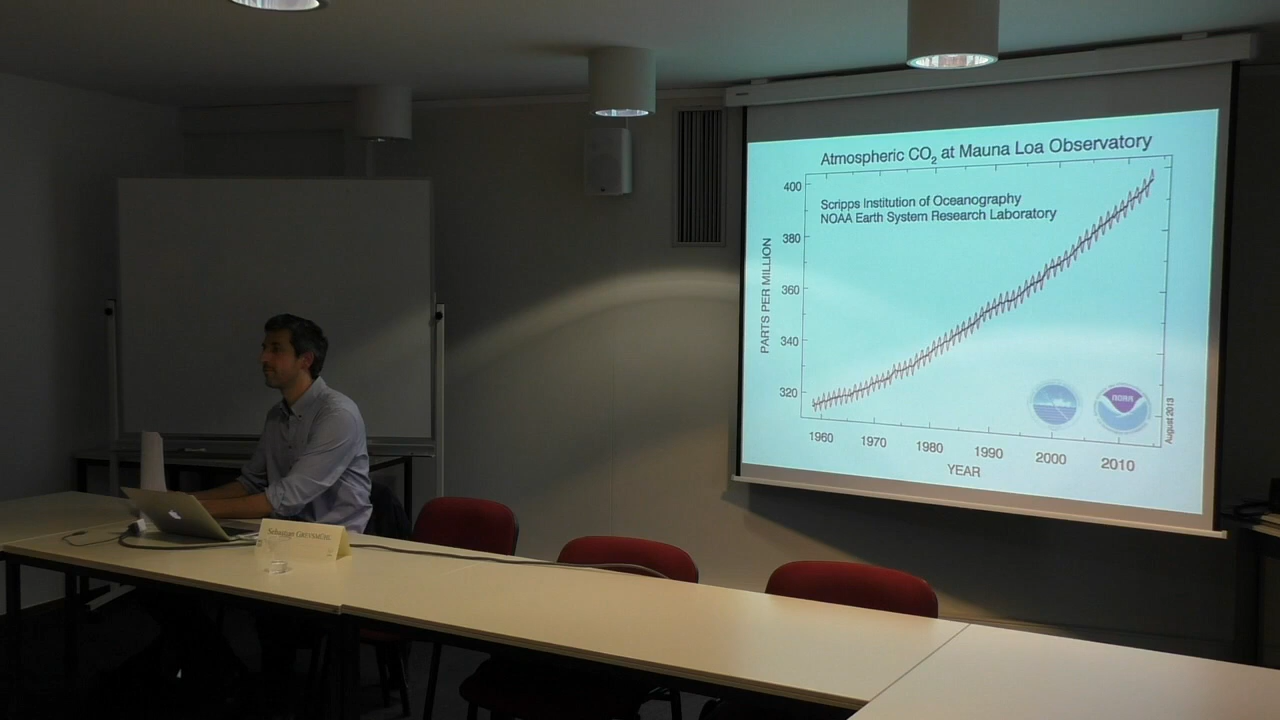 Atmospheric CO₂ at Mauna Loa Observatory
Scripps Institution of Oceanography
NOAA Earth System Research Laboratory
PARTS PER MILLION
400
380
360
340
320
1960 1970 1980 1990 2000 2010
YEAR
August 2013
NOAA
Sebastian